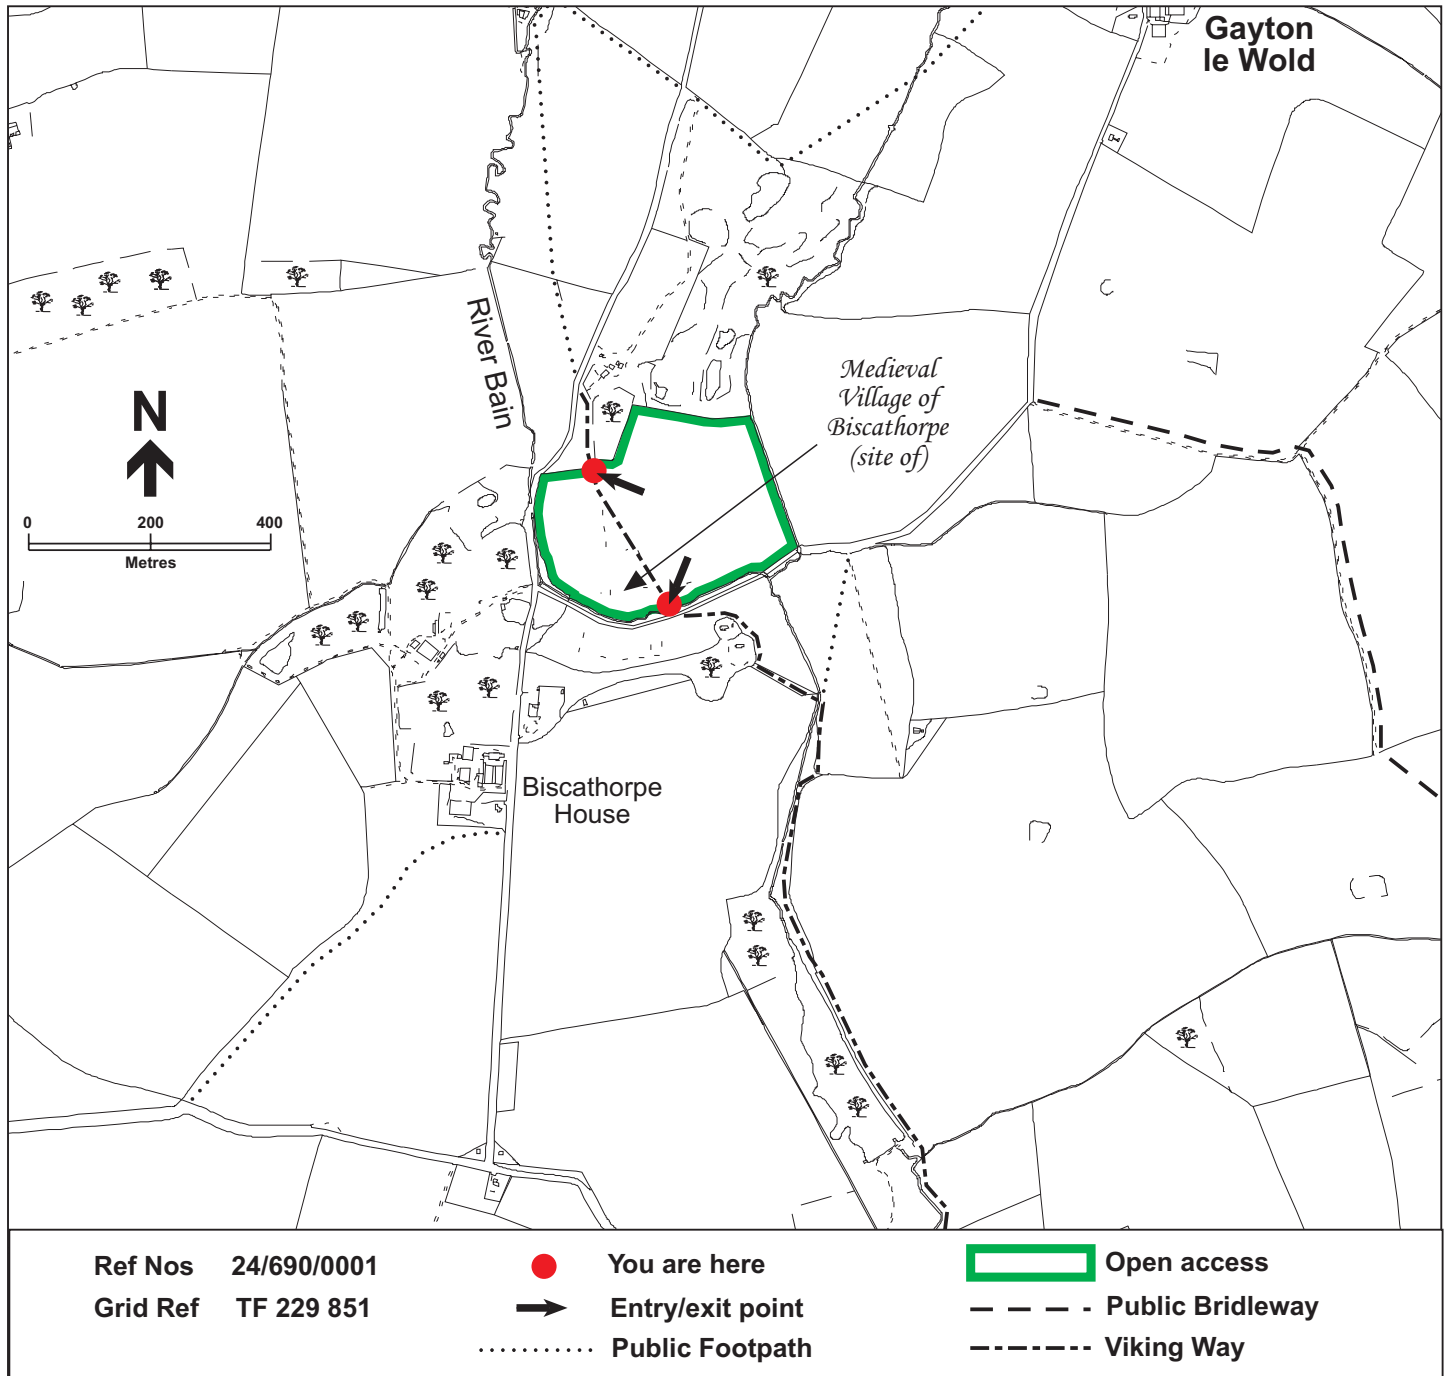 Gayton
le Wold
River Bain
Medieval
Village of
Biscathorpe
(site of)
N
0 200 400
Metres
Biscathorpe
House
Ref Nos 24/690/0001
Grid Ref TF 229 851
You are here
Entry/exit point
Public Footpath
Open access
Public Bridleway
Viking Way